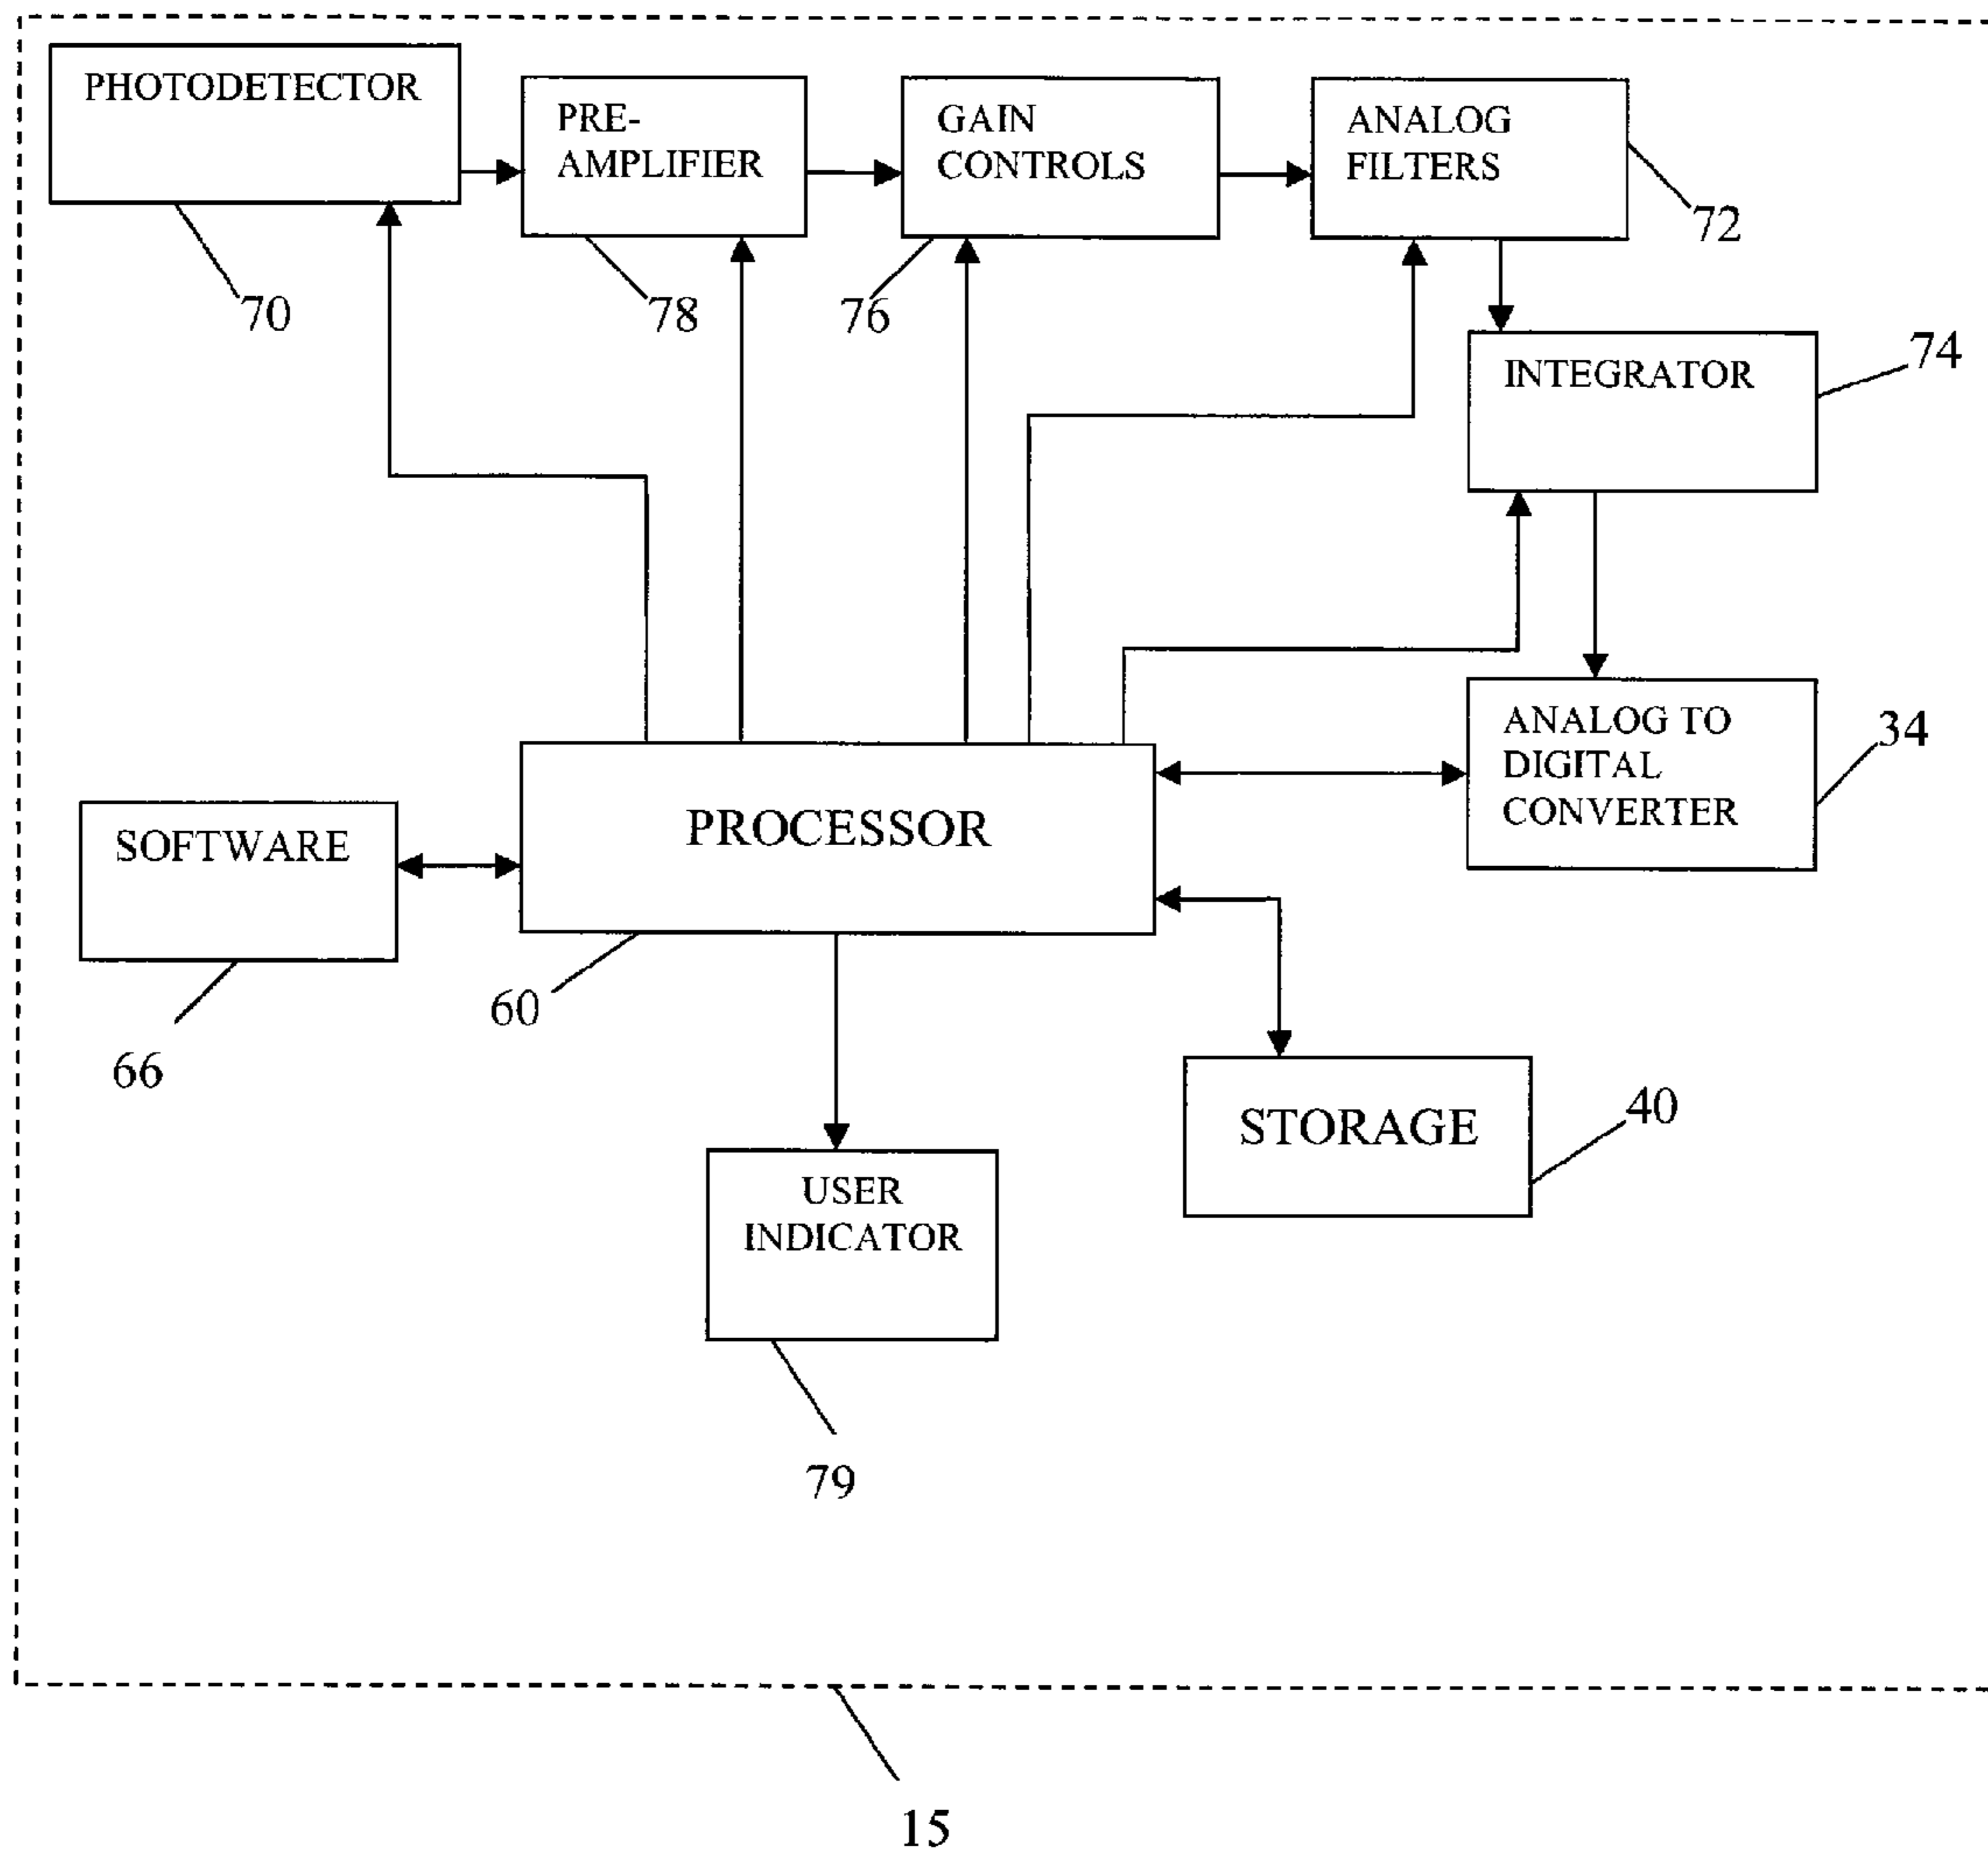 PHOTODETECTOR
PRE-
AMPLIFIER
GAIN
CONTROLS
ANALOG
FILTERS
72
70
78
76
INTEGRATOR
74
ANALOG TO
DIGITAL
CONVERTER
34
PROCESSOR
SOFTWARE
60
66
STORAGE
40
USER
INDICATOR
79
15